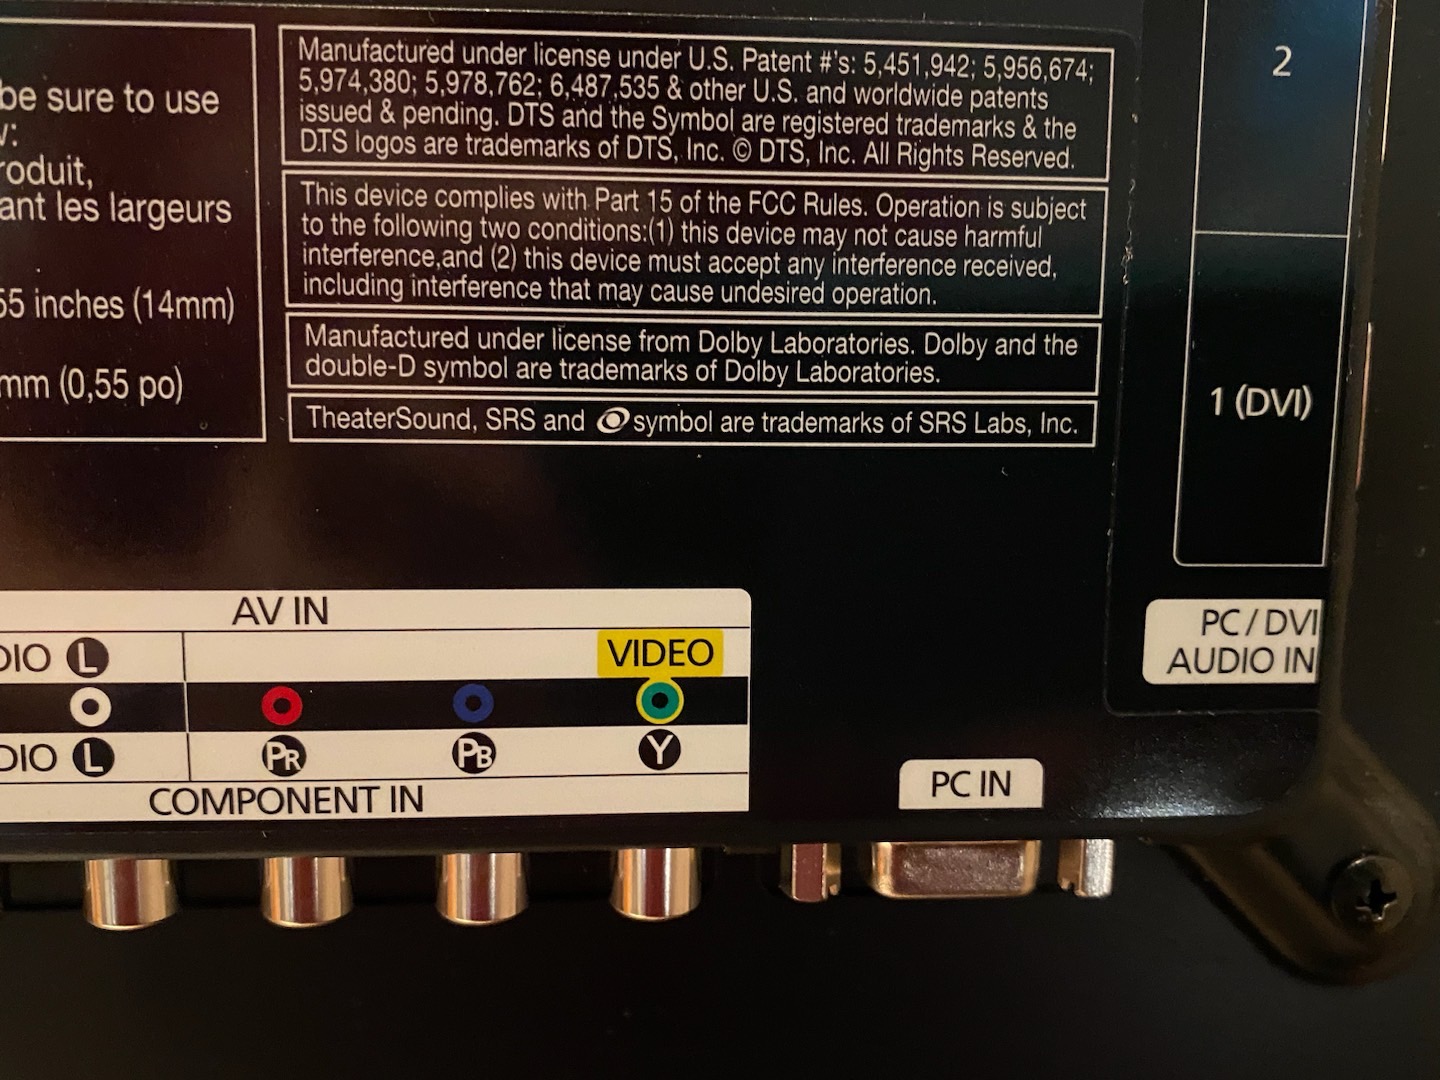 be sure to use
oduit,
ant les largeurs
55 inches (14mm)
mm (0,55 po)
Manufactured under license under U.S. Patent #'s: 5,451,942; 5,956,674;
5,974,380; 5,978,762; 6,487,535 & other U.S. and worldwide patents
issued & pending. DTS and the Symbol are registered trademarks & the
DTS logos are trademarks of DTS, Inc. © DTS, Inc. All Rights Reserved.
This device complies with Part 15 of the FCC Rules. Operation is subject
to the following two conditions:(1) this device may not cause harmful
interference,and (2) this device must accept any interference received,
including interference that may cause undesired operation.
Manufactured under license from Dolby Laboratories. Dolby and the
double-D symbol are trademarks of Dolby Laboratories.
TheaterSound, SRS and symbol are trademarks of SRS Labs, Inc.
2
1 (DVI)
PC / DVI
AUDIO IN
AV IN
DIO L
VIDEO
DIO L
PR
PB
Y
COMPONENT IN
PC IN